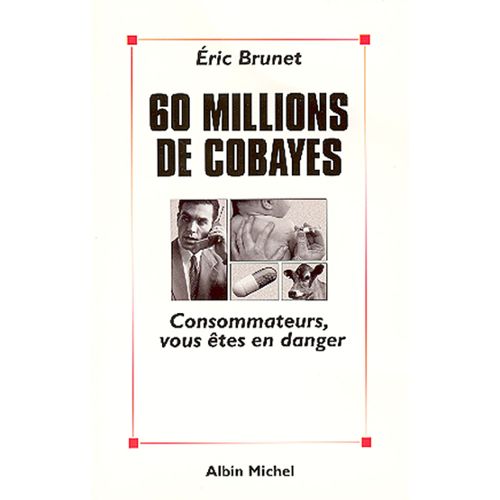 Éric Brunet
60 MILLIONS
DE COBAYES
Consommateurs,
vous êtes en danger
Albin Michel